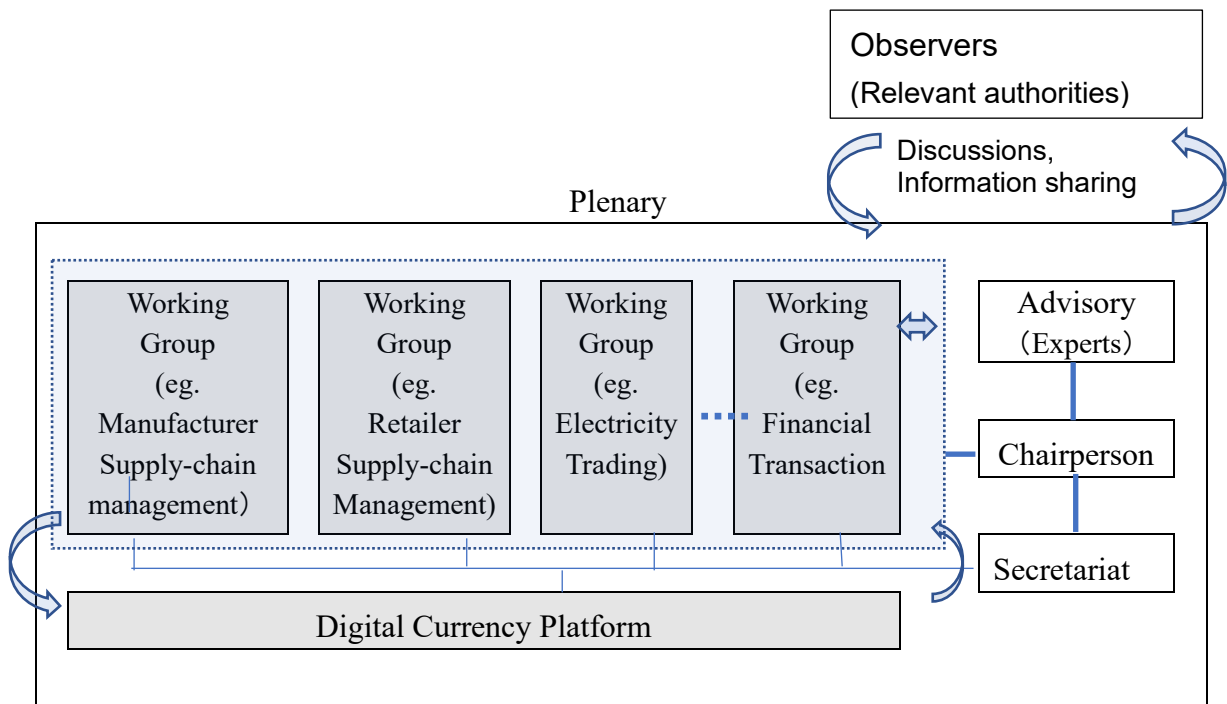 Observers
(Relevant authorities)
Discussions,
Information sharing
Plenary
Working
Group
(eg.
Manufacturer
Supply-chain
management）
Working
Group
(eg.
Retailer
Supply-chain
Management)
Working
Group
(eg.
Electricity
Trading)
Working
Group
(eg.
Financial
Transaction
Advisory
（Experts）
Chairperson
Secretariat
Digital Currency Platform